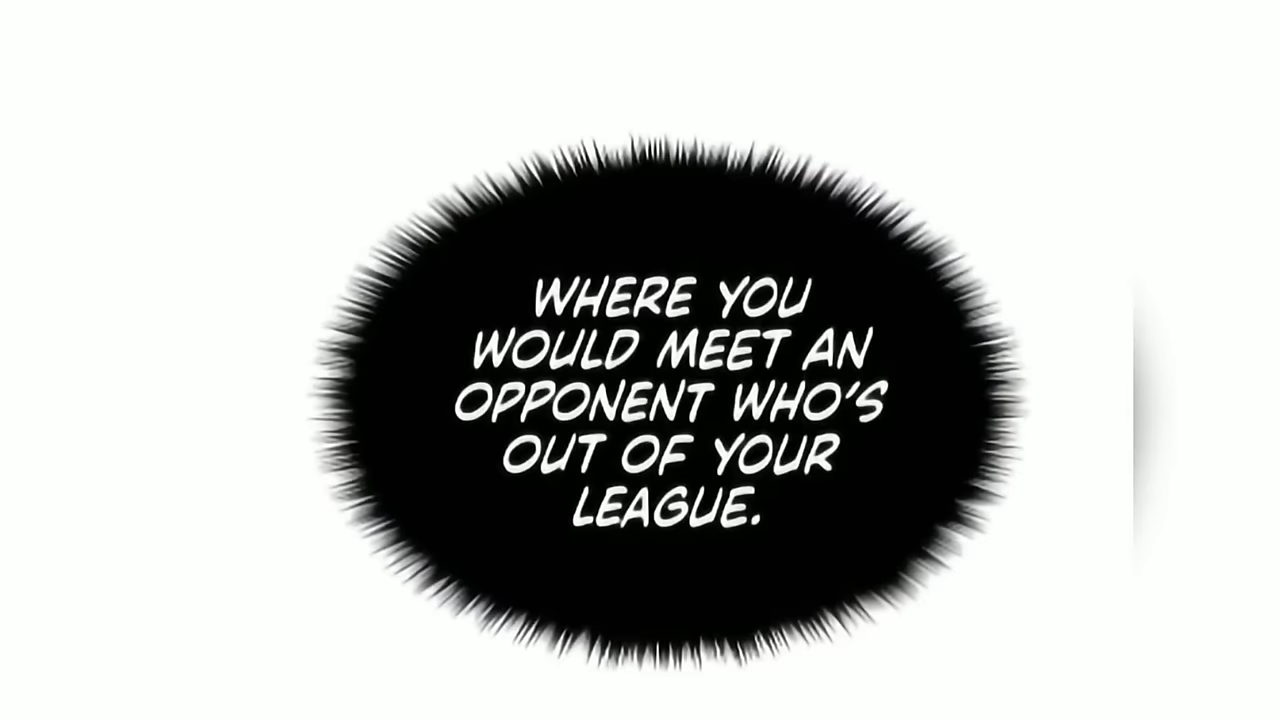 WHERE YOU
WOULD MEET AN
OPPONENT WHO'S
OUT OF YOUR
LEAGUE.